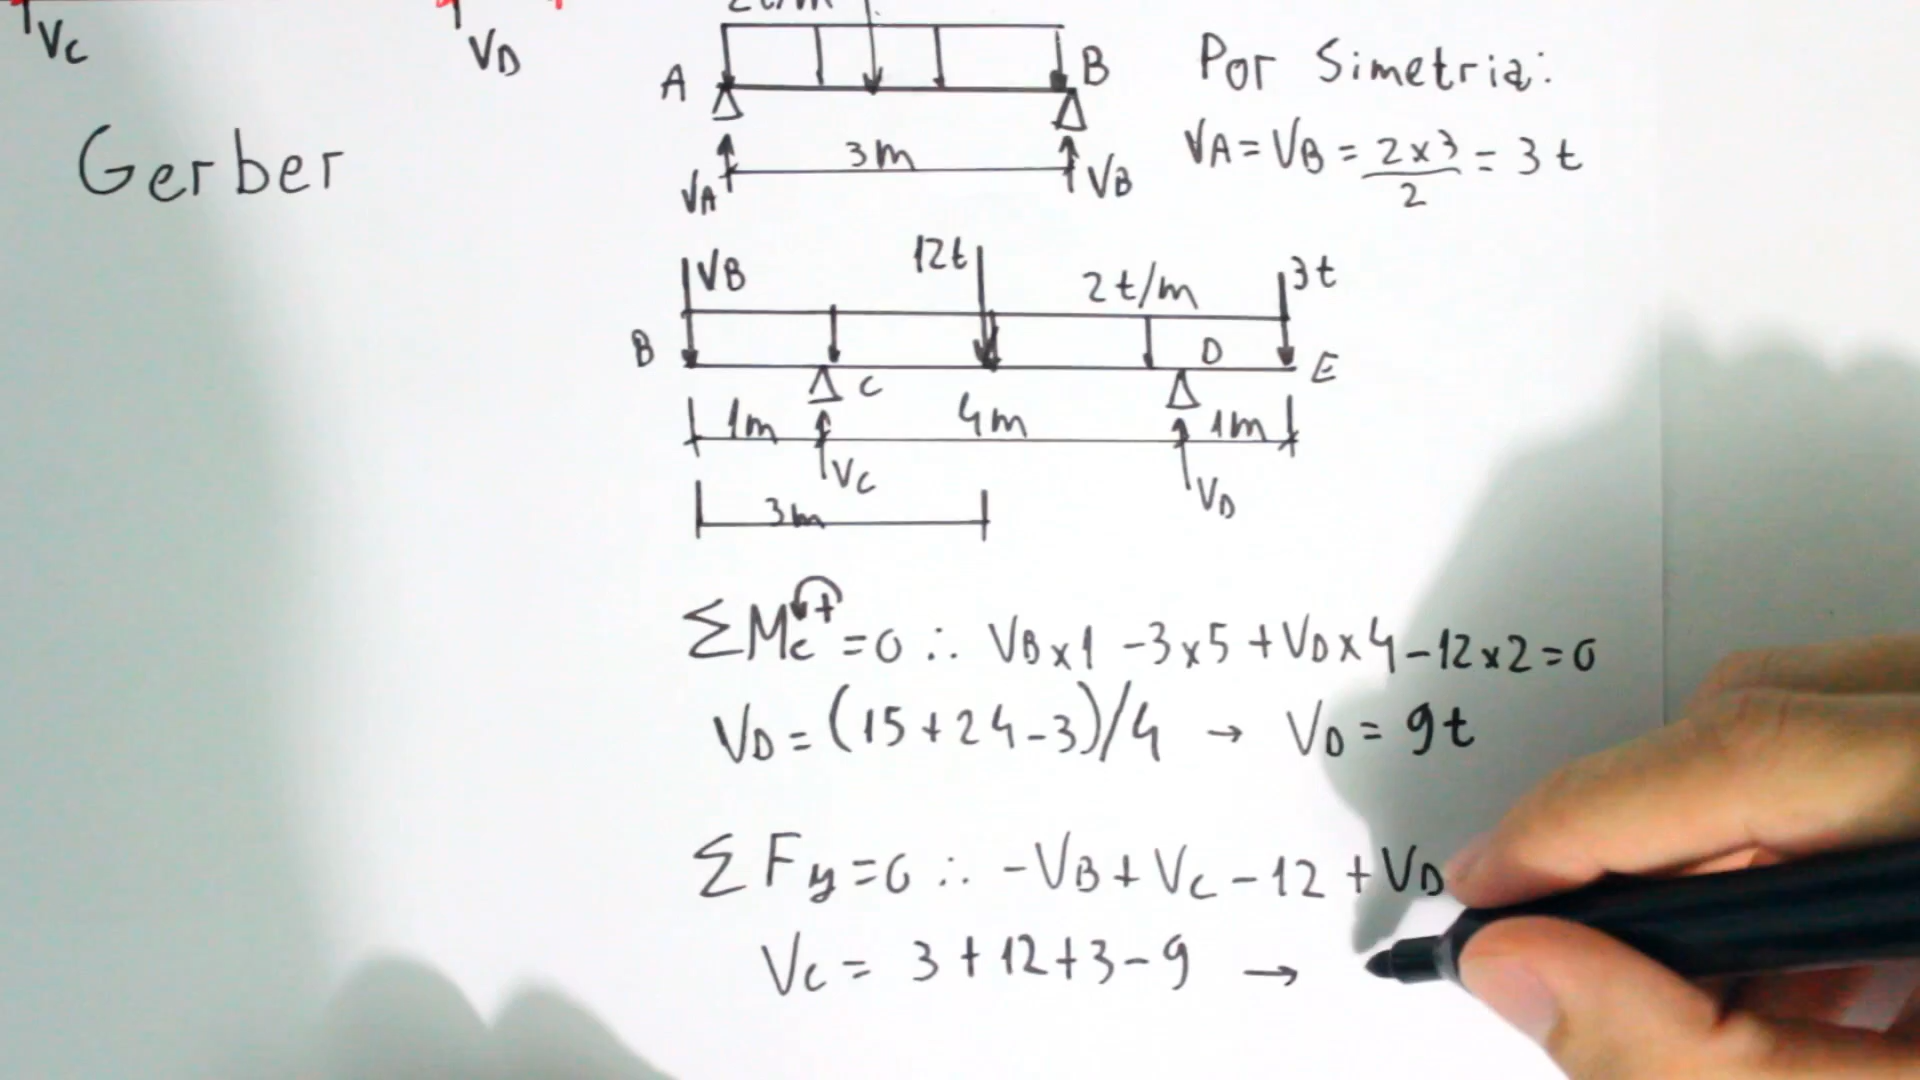 VC
VD
2t/m
A
B
Por Simetria:
3m
VA
VB
VA = VB = 2x3/2 = 3t
Gerber
VB
12t
2t/m
3t
B
C
D
E
1m
4m
1m
VC
VD
3m
ΣMc + = 0 ∴ VB x 1 - 3 x 5 + VD x 4 - 12 x 2 = 0
VD = (15 + 24 - 3)/4 → VD = 9t
ΣFy = 0 ∴ -VB + VC - 12 + VD
VC = 3 + 12 + 3 - 9 →